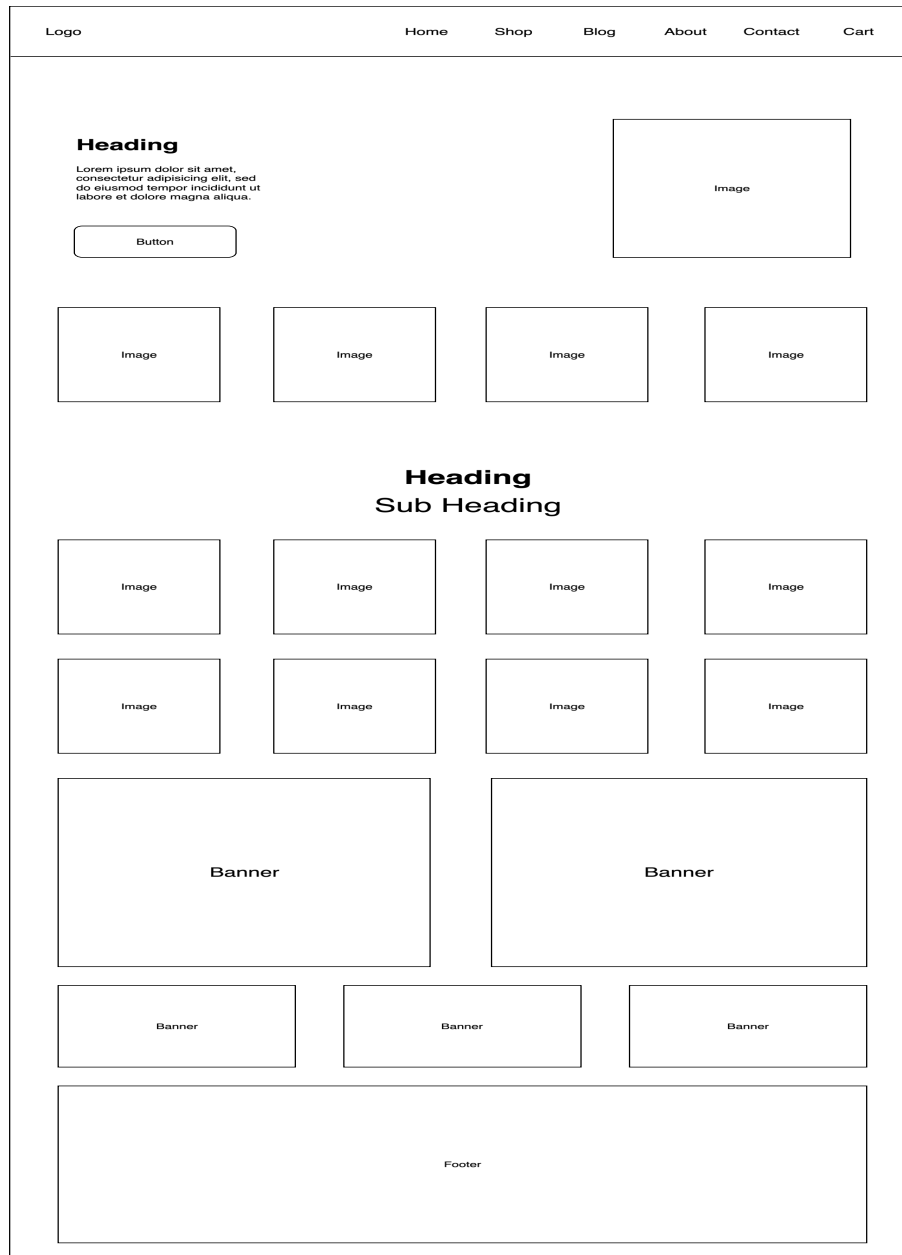 Logo Home Shop Blog About Contact Cart
Heading
Lorem ipsum dolor sit amet,
consectetur adipisicing elit, sed
do eiusmod tempor incididunt ut
labore et dolore magna aliqua.
Image
Button
Image Image Image Image
Heading
Sub Heading
Image Image Image Image
Image Image Image Image
Banner Banner
Banner Banner Banner
Footer